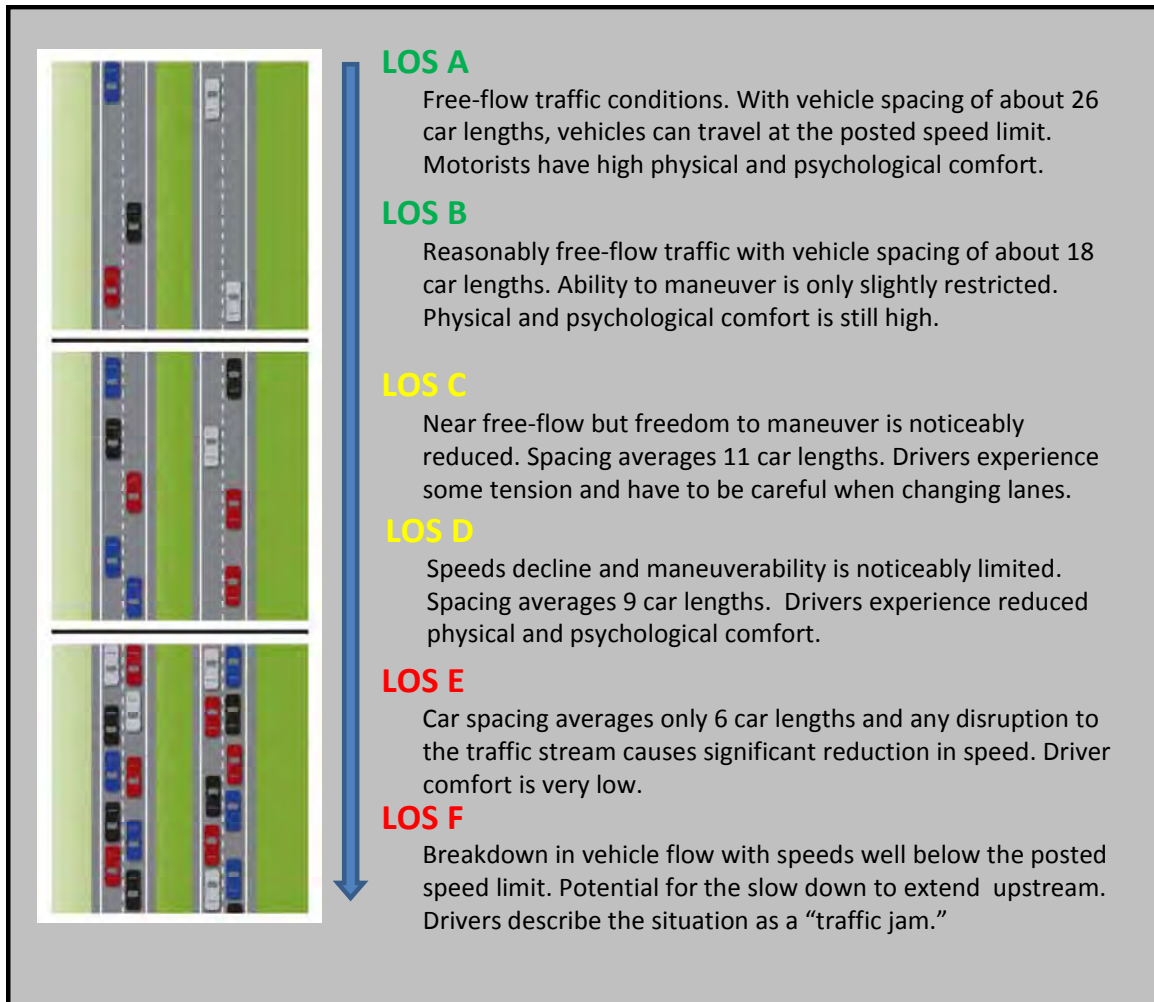 LOS A
Free-flow traffic conditions. With vehicle spacing of about 26
car lengths, vehicles can travel at the posted speed limit.
Motorists have high physical and psychological comfort.
LOS B
Reasonably free-flow traffic with vehicle spacing of about 18
car lengths. Ability to maneuver is only slightly restricted.
Physical and psychological comfort is still high.
LOS C
Near free-flow but freedom to maneuver is noticeably
reduced. Spacing averages 11 car lengths. Drivers experience
some tension and have to be careful when changing lanes.
LOS D
Speeds decline and maneuverability is noticeably limited.
Spacing averages 9 car lengths.  Drivers experience reduced
physical and psychological comfort.
LOS E
Car spacing averages only 6 car lengths and any disruption to
the traffic stream causes significant reduction in speed. Driver
comfort is very low.
LOS F
Breakdown in vehicle flow with speeds well below the posted
speed limit. Potential for the slow down to extend  upstream.
Drivers describe the situation as a “traffic jam.”